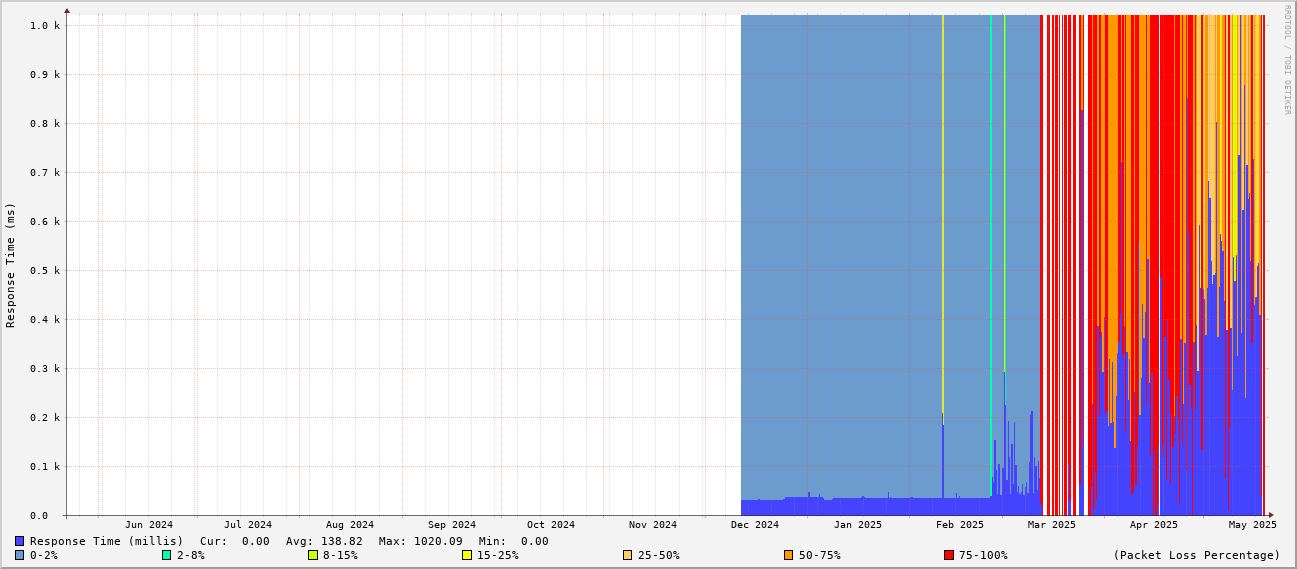 RRDTOOL / TOBI OETIKER
Response Time (ms)
1.0 k
0.9 k
0.8 k
0.7 k
0.6 k
0.5 k
0.4 k
0.3 k
0.2 k
0.1 k
0.0
Jun 2024 Jul 2024 Aug 2024 Sep 2024 Oct 2024 Nov 2024 Dec 2024 Jan 2025 Feb 2025 Mar 2025 Apr 2025 May 2025
Response Time (millis) Cur: 0.00 Avg: 138.82 Max: 1020.09 Min: 0.00
0-2% 2-8% 8-15% 15-25% 25-50% 50-75% 75-100% (Packet Loss Percentage)